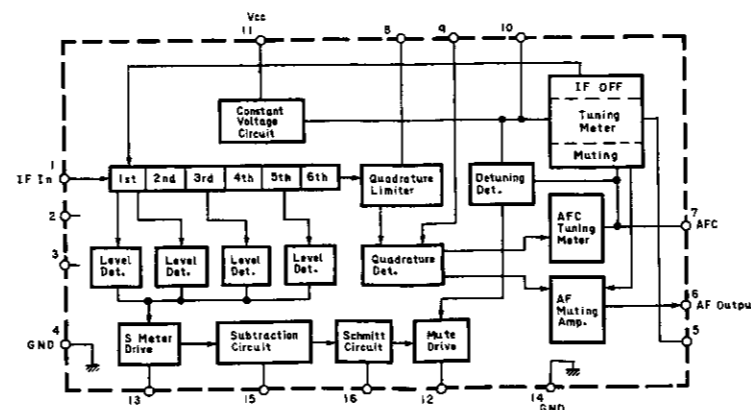 Vcc
11
8
9
10
IF OFF
Constant
Voltage
Circuit
Tuning
Meter
Muting
1
IF In
1st 2nd 3rd 4th 5th 6th
Quadrature
Limiter
Detuning
Det.
2
AFC
Tuning
Meter
7
AFC
3
Level
Det.
Level
Det.
Level
Det.
Level
Det.
Quadrature
Det.
AF
Muting
Amp.
6
AF Output
4
GND
S Meter
Drive
Subtraction
Circuit
Schmitt
Circuit
Mute
Drive
5
13
15
16
12
14
GND